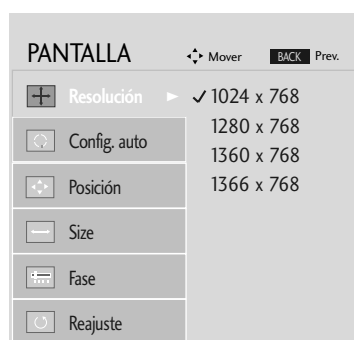 PANTALLA
Mover BACK Prev.
Resolución
✓ 1024 x 768
1280 x 768
1360 x 768
1366 x 768
Config. auto
Posición
Size
Fase
Reajuste